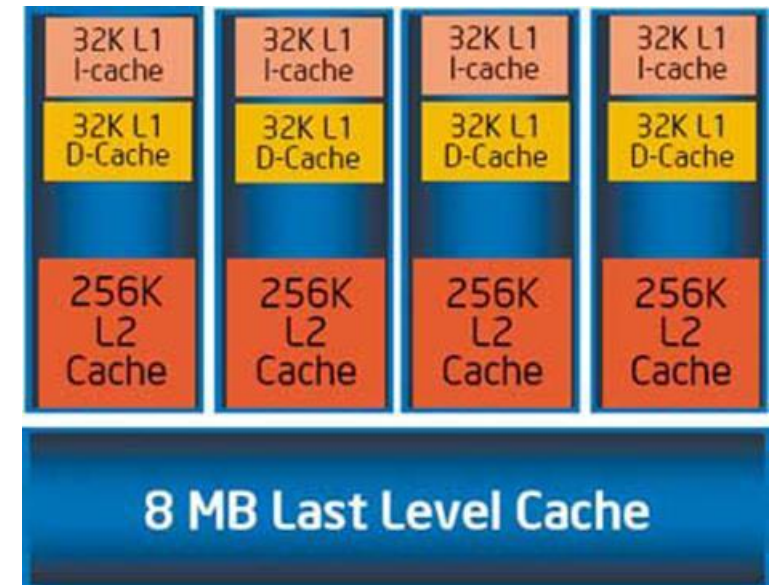 32K L1
I-cache
32K L1
D-Cache
256K
L2
Cache
32K L1
I-cache
32K L1
D-Cache
256K
L2
Cache
32K L1
I-cache
32K L1
D-Cache
256K
L2
Cache
32K L1
I-cache
32K L1
D-Cache
256K
L2
Cache
8 MB Last Level Cache